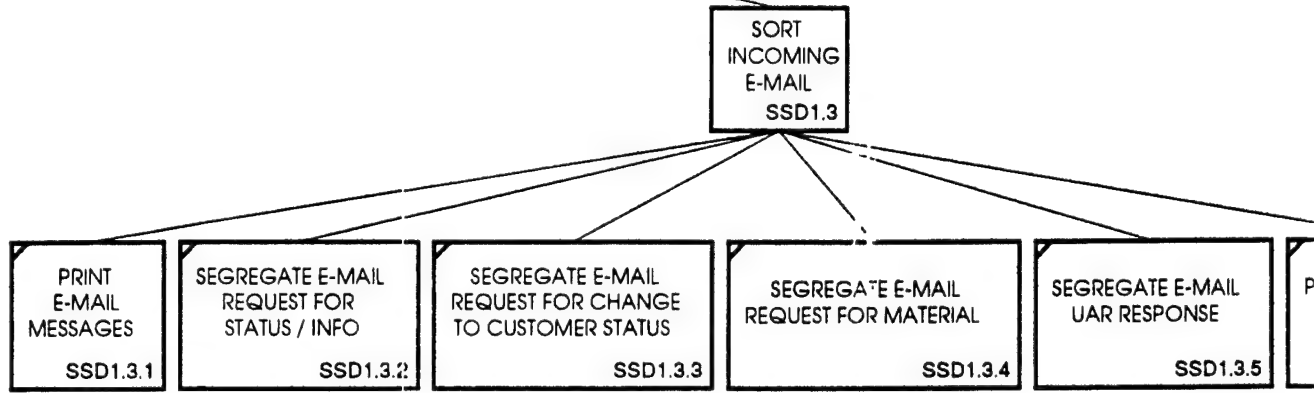 SORT
INCOMING
E-MAIL
SSD1.3
PRINT
E-MAIL
MESSAGES
SSD1.3.1
SEGREGATE E-MAIL
REQUEST FOR
STATUS / INFO
SSD1.3.2
SEGREGATE E-MAIL
REQUEST FOR CHANGE
TO CUSTOMER STATUS
SSD1.3.3
SEGREGATE E-MAIL
REQUEST FOR MATERIAL
SSD1.3.4
SEGREGATE E-MAIL
UAR RESPONSE
SSD1.3.5